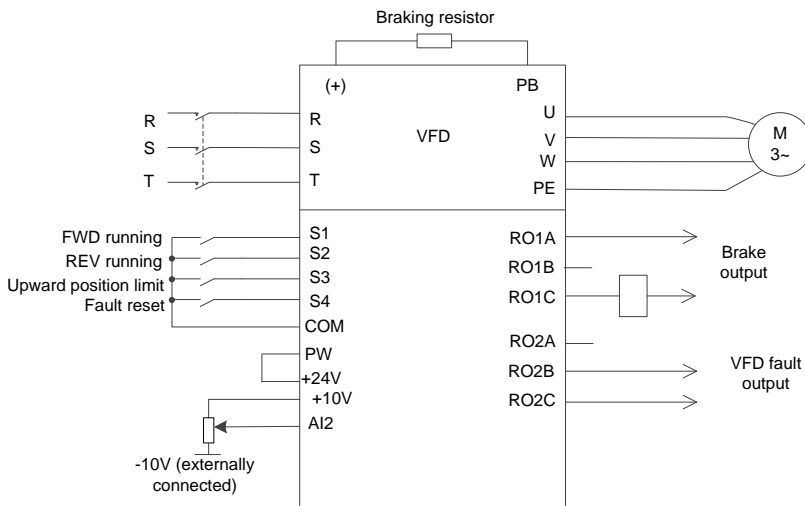 Braking resistor
(+)
PB
R
S
T
R
S
T
VFD
U
V
W
PE
M
3~
FWD running
REV running
Upward position limit
Fault reset
S1
S2
S3
S4
COM
PW
+24V
+10V
AI2
-10V (externally
connected)
RO1A
RO1B
RO1C
RO2A
RO2B
RO2C
Brake
output
VFD fault
output